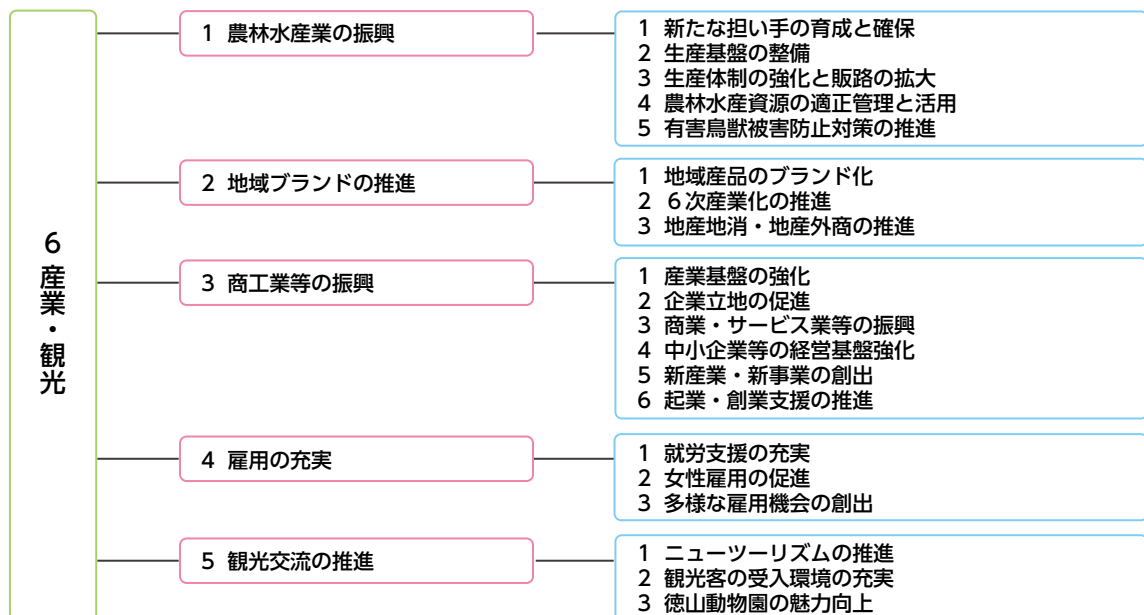 6 産業・観光
1 農林水産業の振興
1 新たな担い手の育成と確保
2 生産基盤の整備
3 生産体制の強化と販路の拡大
4 農林水産資源の適正管理と活用
5 有害鳥獣被害防止対策の推進
2 地域ブランドの推進
1 地域産品のブランド化
2 ６次産業化の推進
3 地産地消・地産外商の推進
3 商工業等の振興
1 産業基盤の強化
2 企業立地の促進
3 商業・サービス業等の振興
4 中小企業等の経営基盤強化
5 新産業・新事業の創出
6 起業・創業支援の推進
4 雇用の充実
1 就労支援の充実
2 女性雇用の促進
3 多様な雇用機会の創出
5 観光交流の推進
1 ニューツーリズムの推進
2 観光客の受入環境の充実
3 徳山動物園の魅力向上